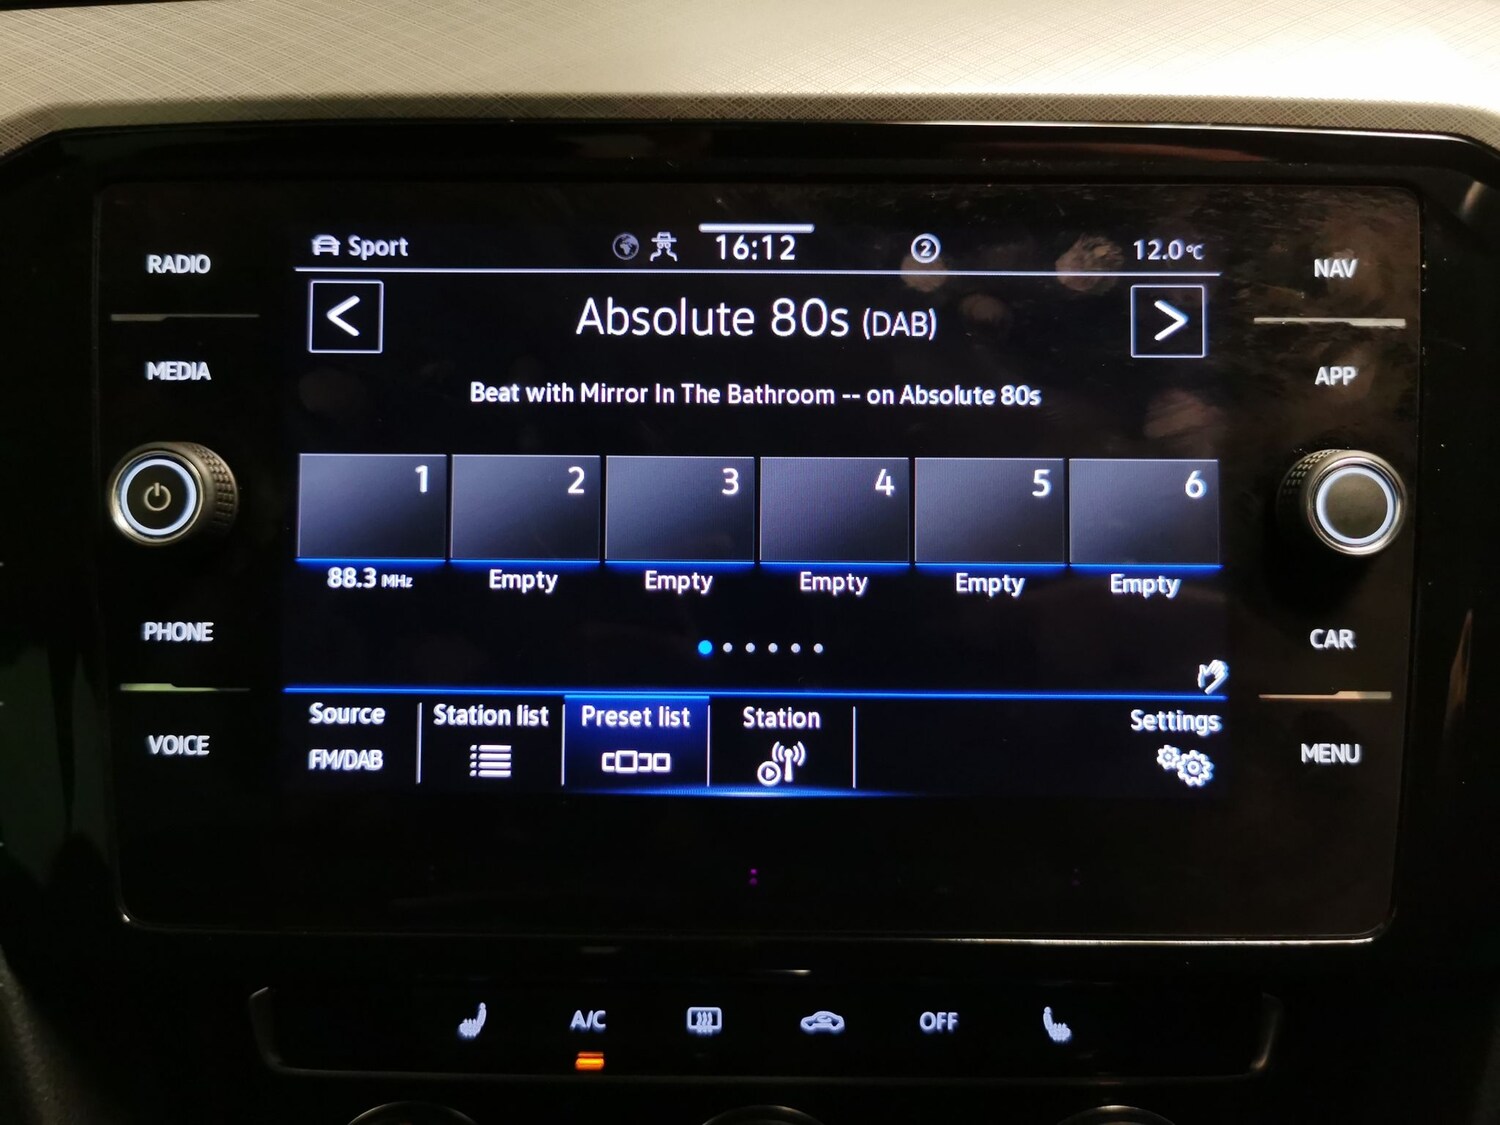 RADIO
MEDIA
PHONE
VOICE
Sport
16:12
2
12.0°C
<
Absolute 80s (DAB)
>
Beat with Mirror In The Bathroom -- on Absolute 80s
1 2 3 4 5 6
88.3 MHz Empty Empty Empty Empty Empty
Source Station list Preset list Station Settings
FM/DAB
NAV
APP
CAR
MENU
A/C OFF